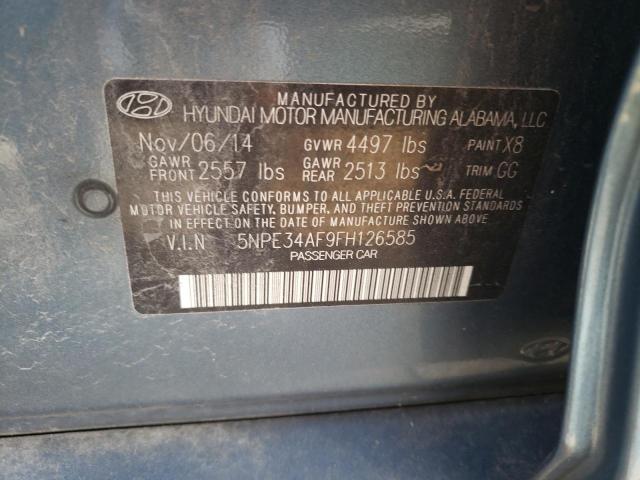 MANUFACTURED BY
HYUNDAI MOTOR MANUFACTURING ALABAMA, LLC
Nov/06/14 GVWR 4497 lbs PAINT X8
GAWR FRONT 2557 lbs GAWR REAR 2513 lbs TRIM GG
THIS VEHICLE CONFORMS TO ALL APPLICABLE U.S.A. FEDERAL
MOTOR VEHICLE SAFETY, BUMPER, AND THEFT PREVENTION
STANDARDS IN EFFECT ON THE DATE OF MANUFACTURE SHOWN ABOVE
V.I.N 5NPE34AF9FH126585
PASSENGER CAR